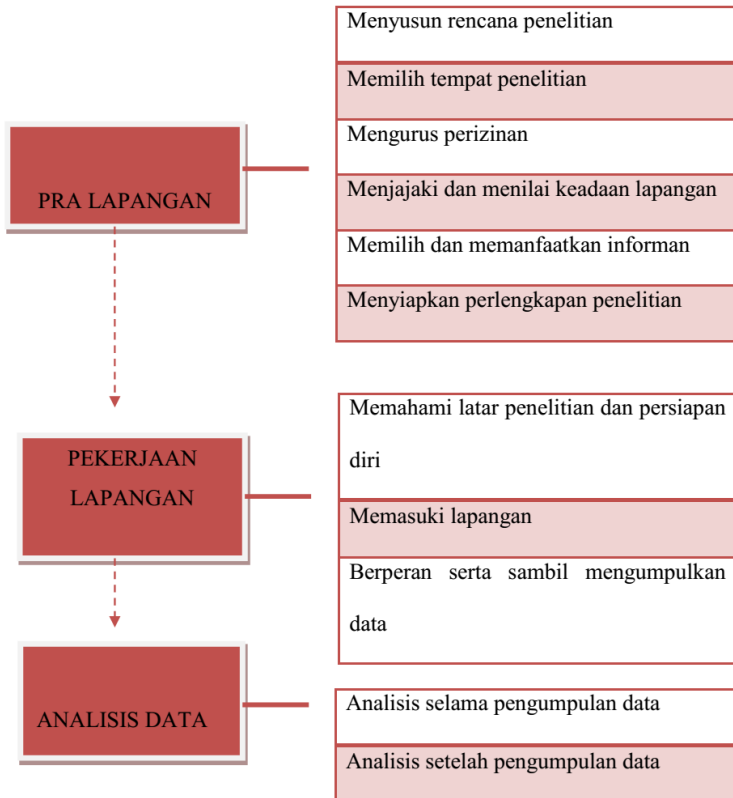 PRA LAPANGAN
Menyusun rencana penelitian
Memilih tempat penelitian
Mengurus perizinan
Menjajaki dan menilai keadaan lapangan
Memilih dan memanfaatkan informan
Menyiapkan perlengkapan penelitian
PEKERJAAN
LAPANGAN
Memahami latar penelitian dan persiapan
diri
Memasuki lapangan
Berperan serta sambil mengumpulkan
data
ANALISIS DATA
Analisis selama pengumpulan data
Analisis setelah pengumpulan data